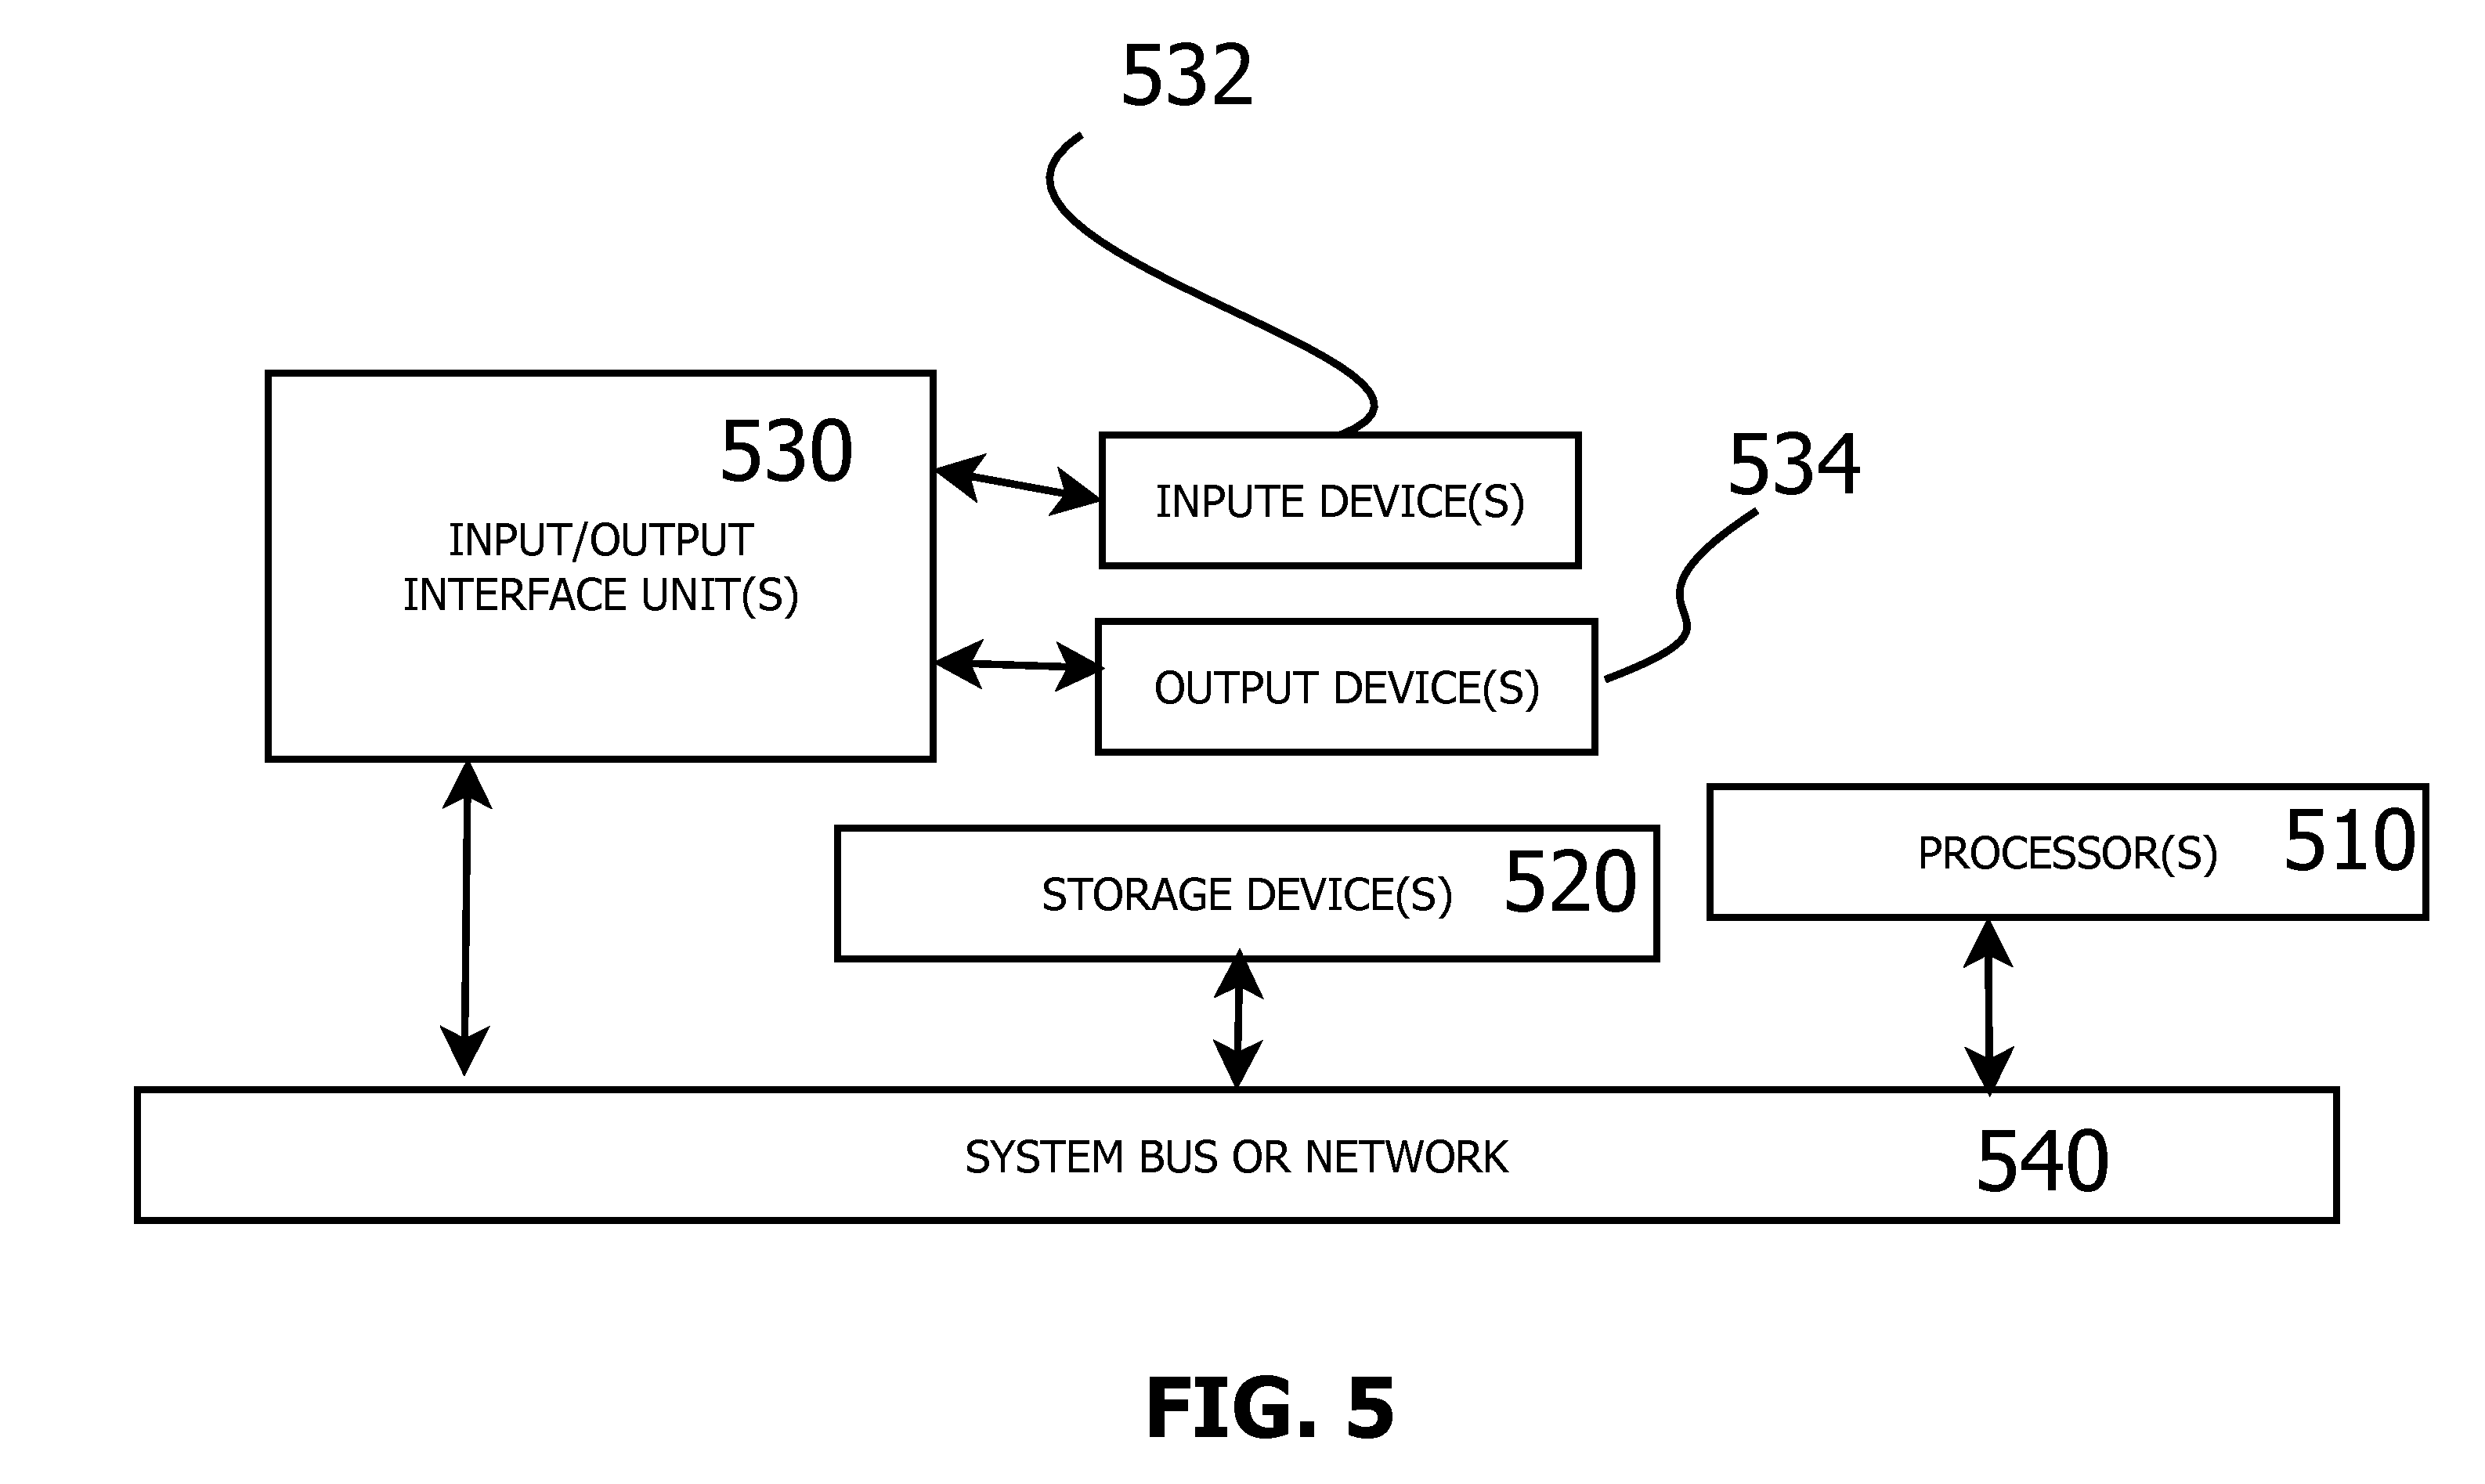 532
530
INPUT/OUTPUT
INTERFACE UNIT(S)
INPUTE DEVICE(S)
534
OUTPUT DEVICE(S)
STORAGE DEVICE(S) 520
PROCESSOR(S) 510
SYSTEM BUS OR NETWORK 540
FIG. 5